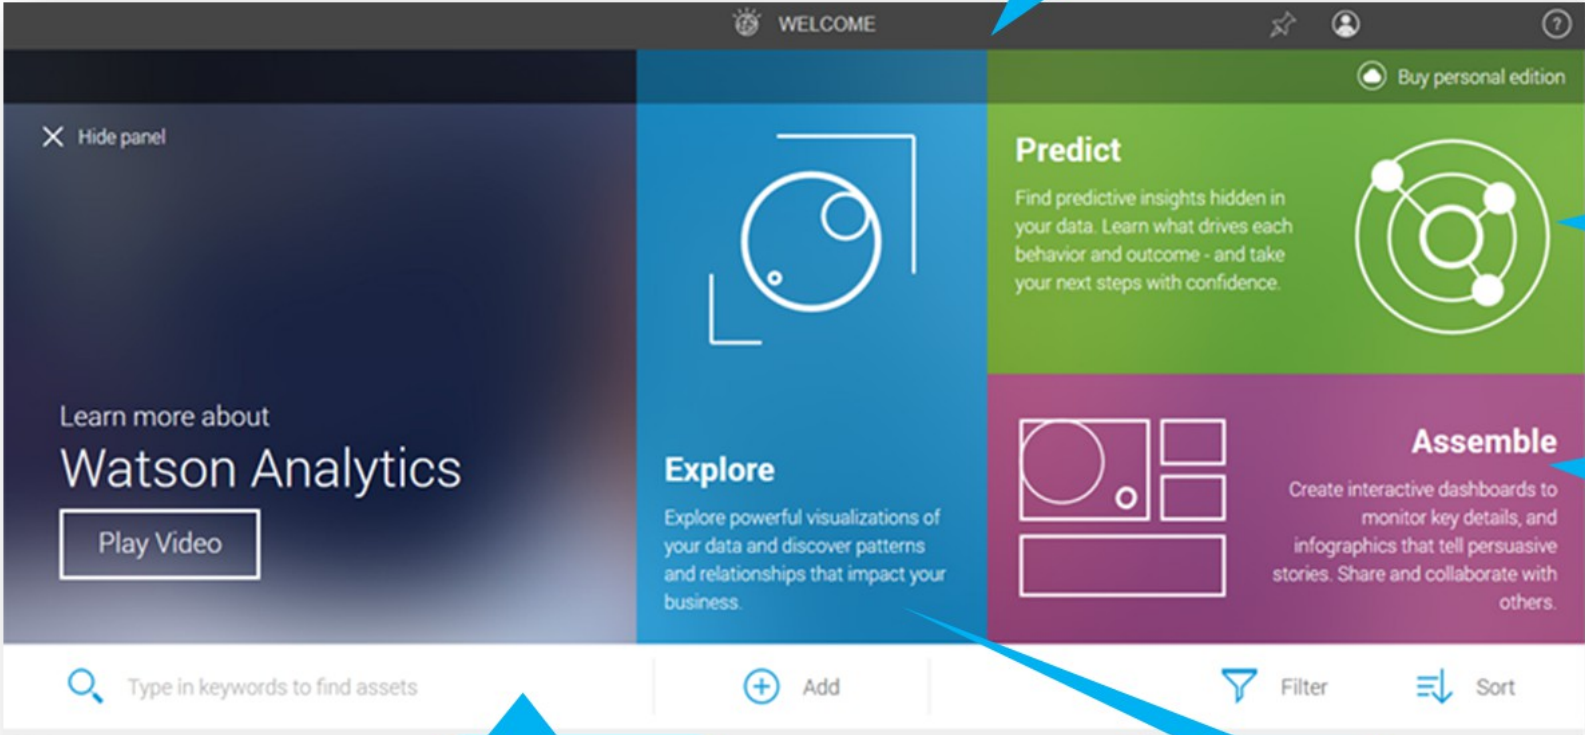 WELCOME
Buy personal edition
Hide panel
Learn more about
Watson Analytics
Play Video
Explore
Explore powerful visualizations of
your data and discover patterns
and relationships that impact your
business.
Predict
Find predictive insights hidden in
your data. Learn what drives each
behavior and outcome - and take
your next steps with confidence.
Assemble
Create interactive dashboards to
monitor key details, and
infographics that tell persuasive
stories. Share and collaborate with
others.
Type in keywords to find assets
Add
Filter
Sort